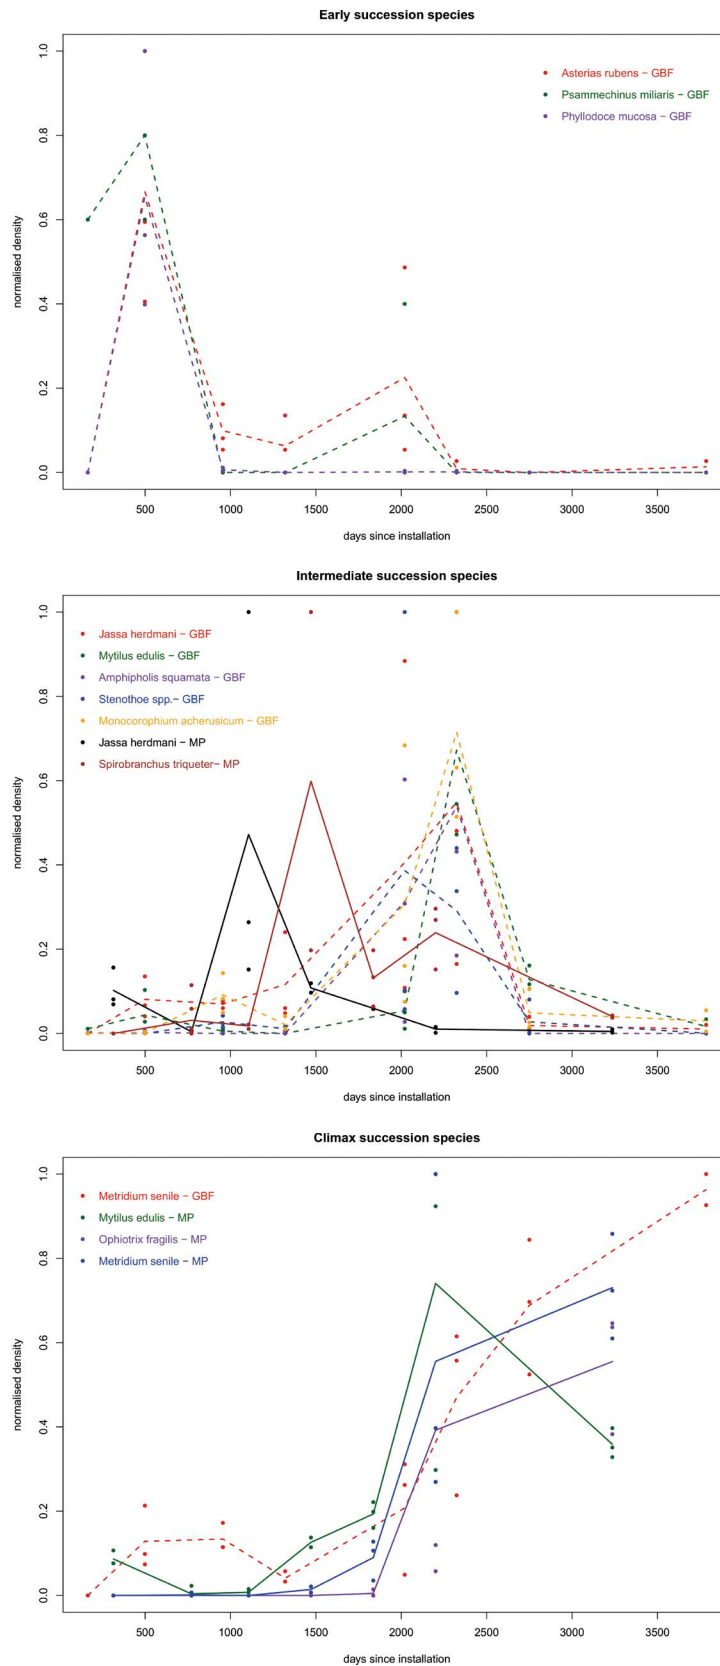 Early succession species
1.0
0.8
0.6
0.4
0.2
0.0
normalised density
Asterias rubens − GBF
Psammechinus miliaris − GBF
Phyllodoce mucosa − GBF
500 1000 1500 2000 2500 3000 3500
days since installation
Intermediate succession species
1.0
0.8
0.6
0.4
0.2
0.0
normalised density
Jassa herdmani − GBF
Mytilus edulis − GBF
Amphipholis squamata − GBF
Stenothoe spp.− GBF
Monocorophium acherusicum − GBF
Jassa herdmani − MP
Spirobranchus triqueter− MP
500 1000 1500 2000 2500 3000 3500
days since installation
Climax succession species
1.0
0.8
0.6
0.4
0.2
0.0
normalised density
Metridium senile − GBF
Mytilus edulis − MP
Ophiotrix fragilis − MP
Metridium senile − MP
500 1000 1500 2000 2500 3000 3500
days since installation